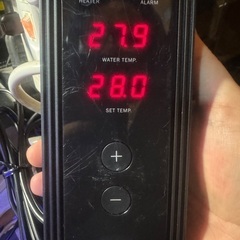 HEATER ALARM
27.9
WATER TEMP.
28.0
SET TEMP.
+
−